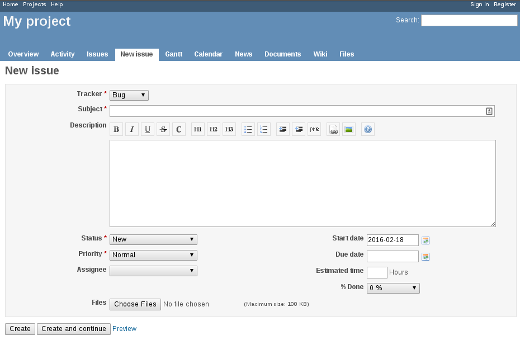 Home Projects Help Sign in Register
My project
Search:
Overview Activity Issues New issue Gantt Calendar News Documents Wiki Files
New issue
Tracker * Bug
Subject *
Description B I U S C H1 H2 H3 pre
Status * New Start date 2016-02-18
Priority * Normal Due date
Assignee Estimated time Hours
% Done 0 %
Files Choose Files No file chosen (Maximum size: 100 KB)
Create Create and continue Preview